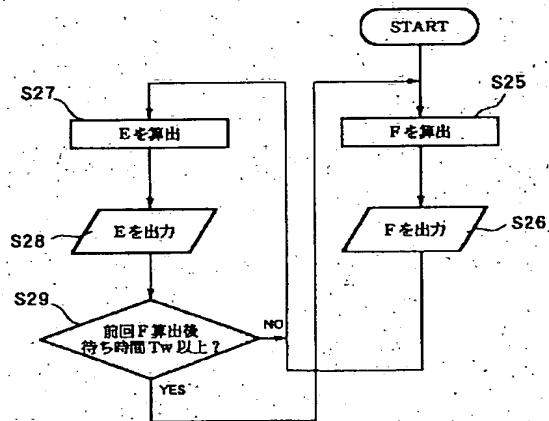 START
S25
Fを算出
Fを出力
S26
S27
Eを算出
S28
Eを出力
S29
前回F算出後
待ち時間Tw以上?
NO
YES